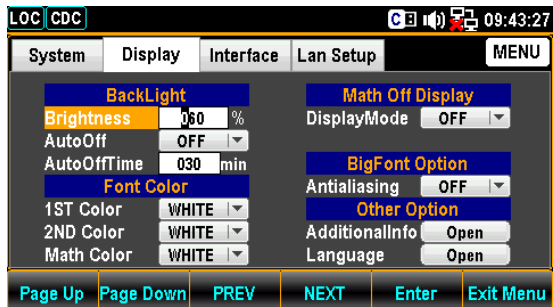 LOC CDC C 09:43:27
System Display Interface Lan Setup MENU
BackLight
Brightness 060 %
AutoOff OFF
AutoOffTime 030 min
Font Color
1ST Color WHITE
2ND Color WHITE
Math Color WHITE
Math Off Display
DisplayMode OFF
BigFont Option
Antialiasing OFF
Other Option
AdditionalInfo Open
Language Open
Page Up Page Down PREV NEXT Enter Exit Menu